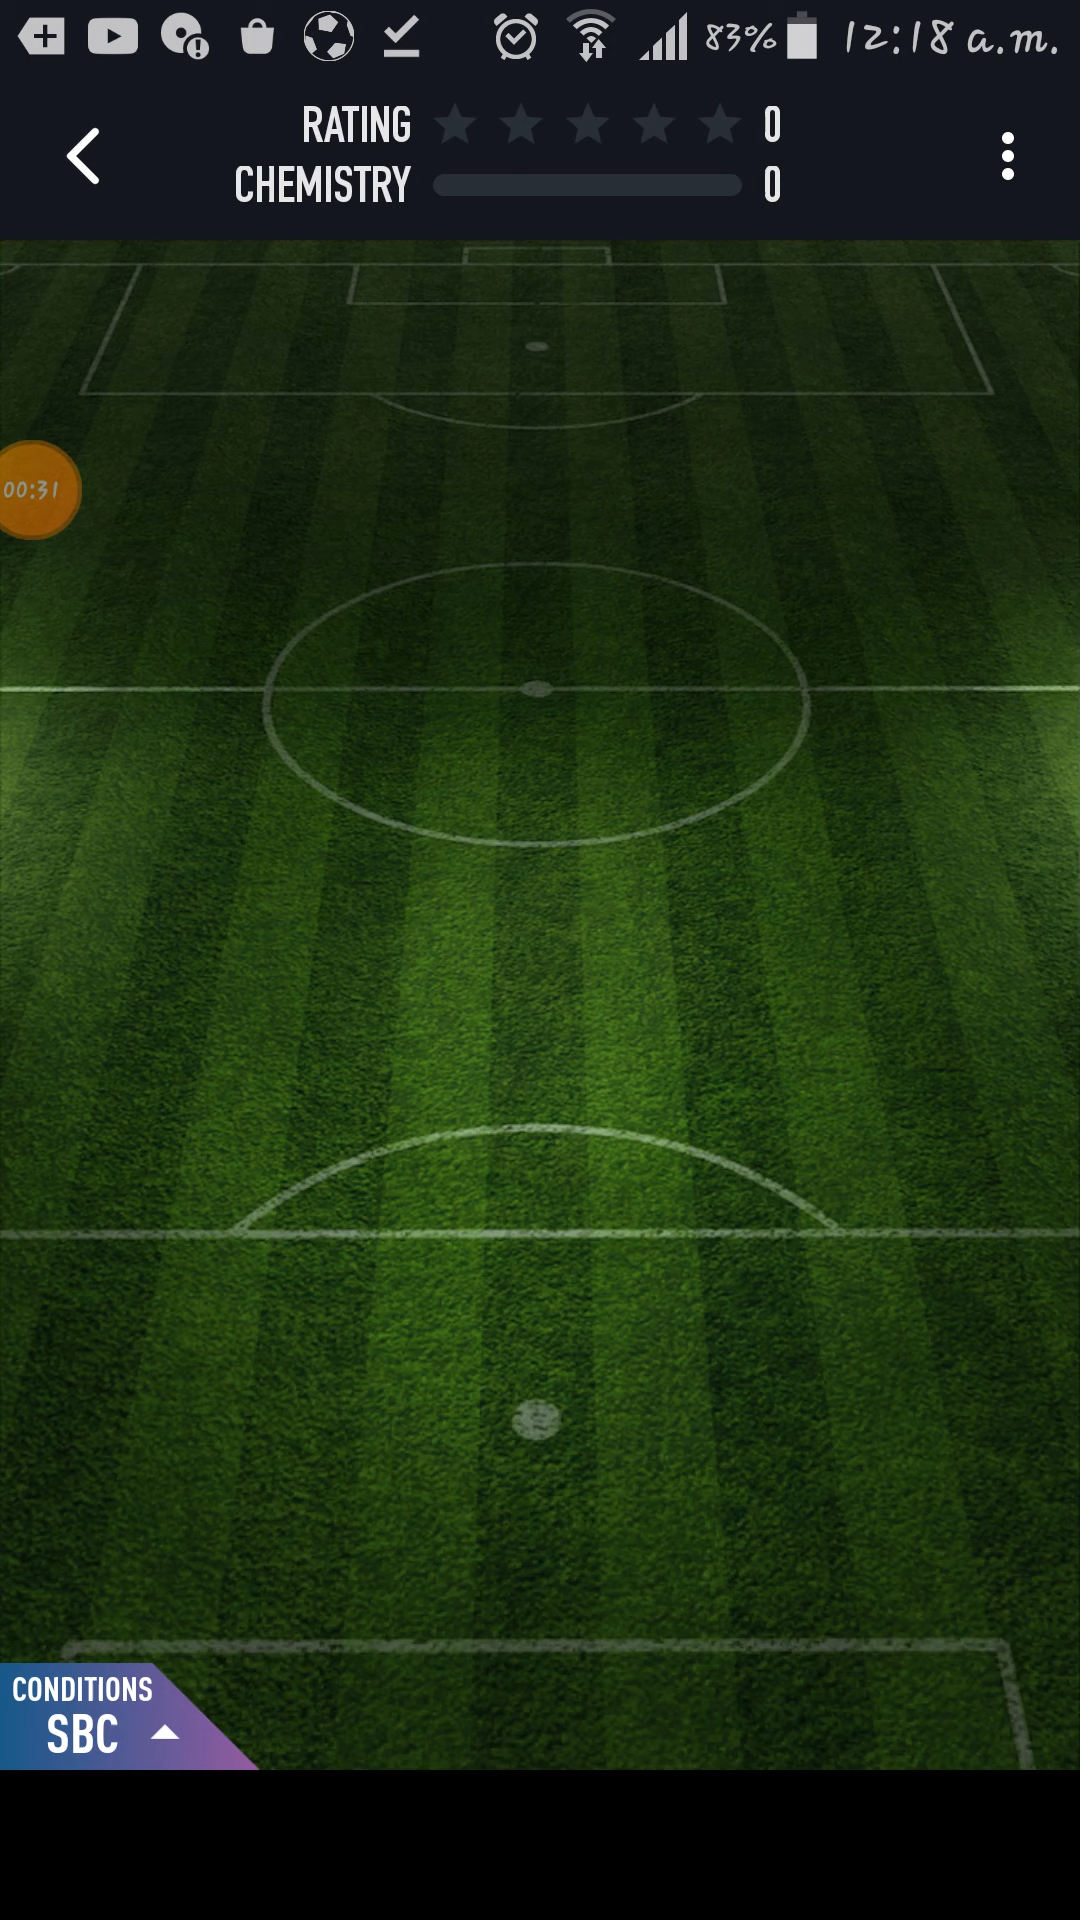 83% 12:18 a.m.
RATING 0
CHEMISTRY 0
00:31
CONDITIONS
SBC